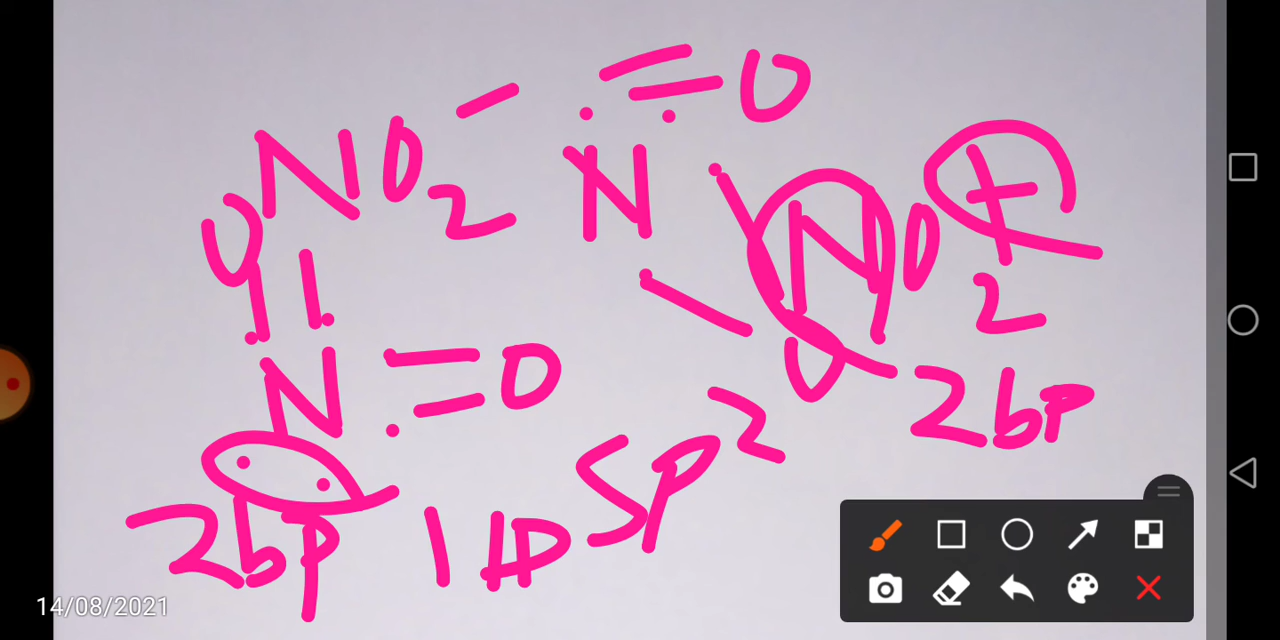 NO2- N=O
O N NO2+
N=O O
2bp 1lp sp2 2bp
14/08/2021